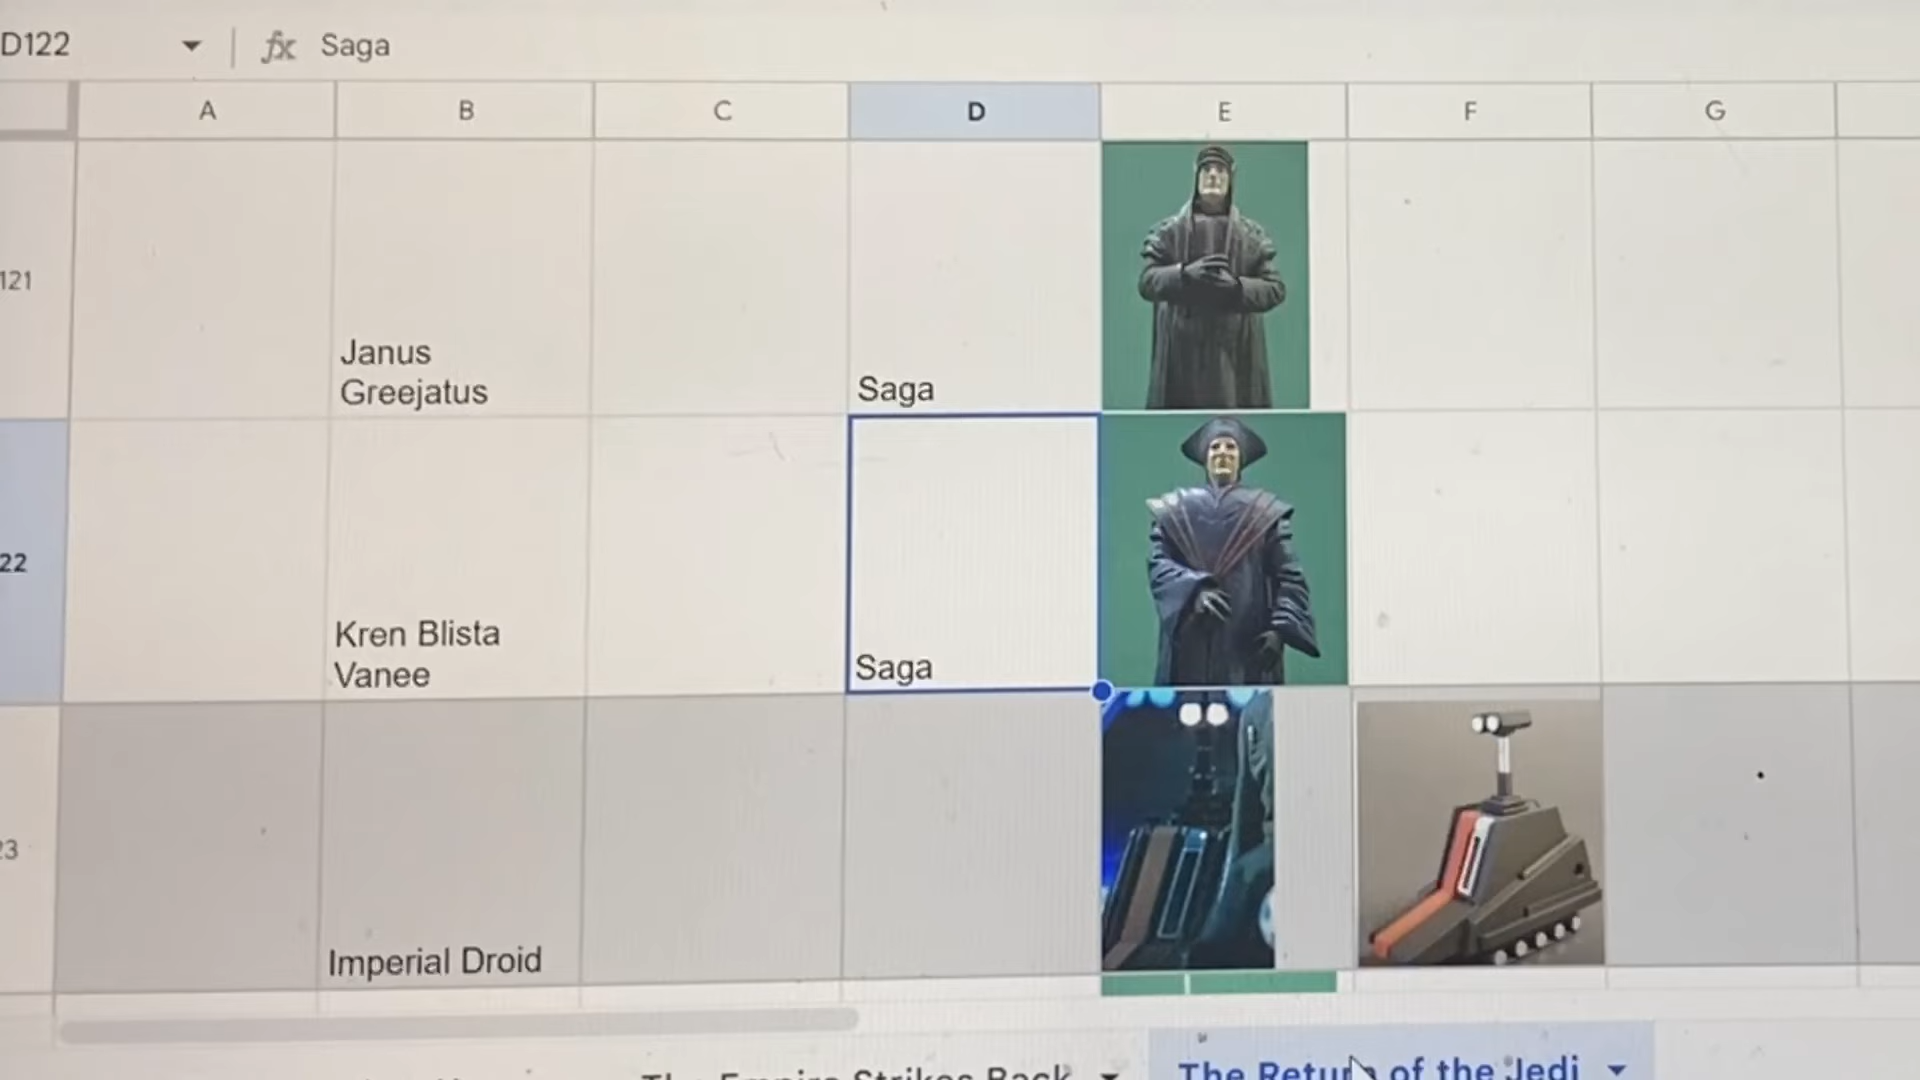 D122 fx Saga
A B C D E F G
121
Janus
Greejatus
Saga
22
Kren Blista
Vanee
Saga
23
Imperial Droid
The Empire Strikes Back
The Return of the Jedi